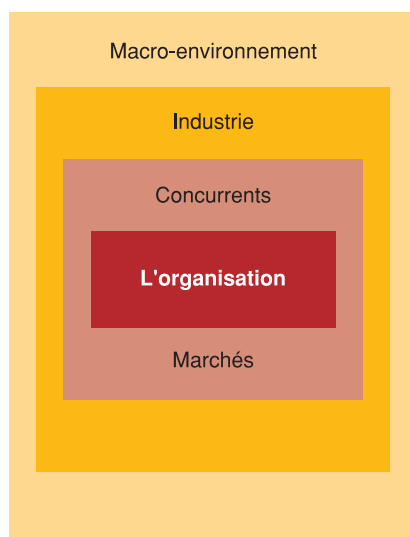 Macro-environnement
Industrie
Concurrents
L'organisation
Marchés